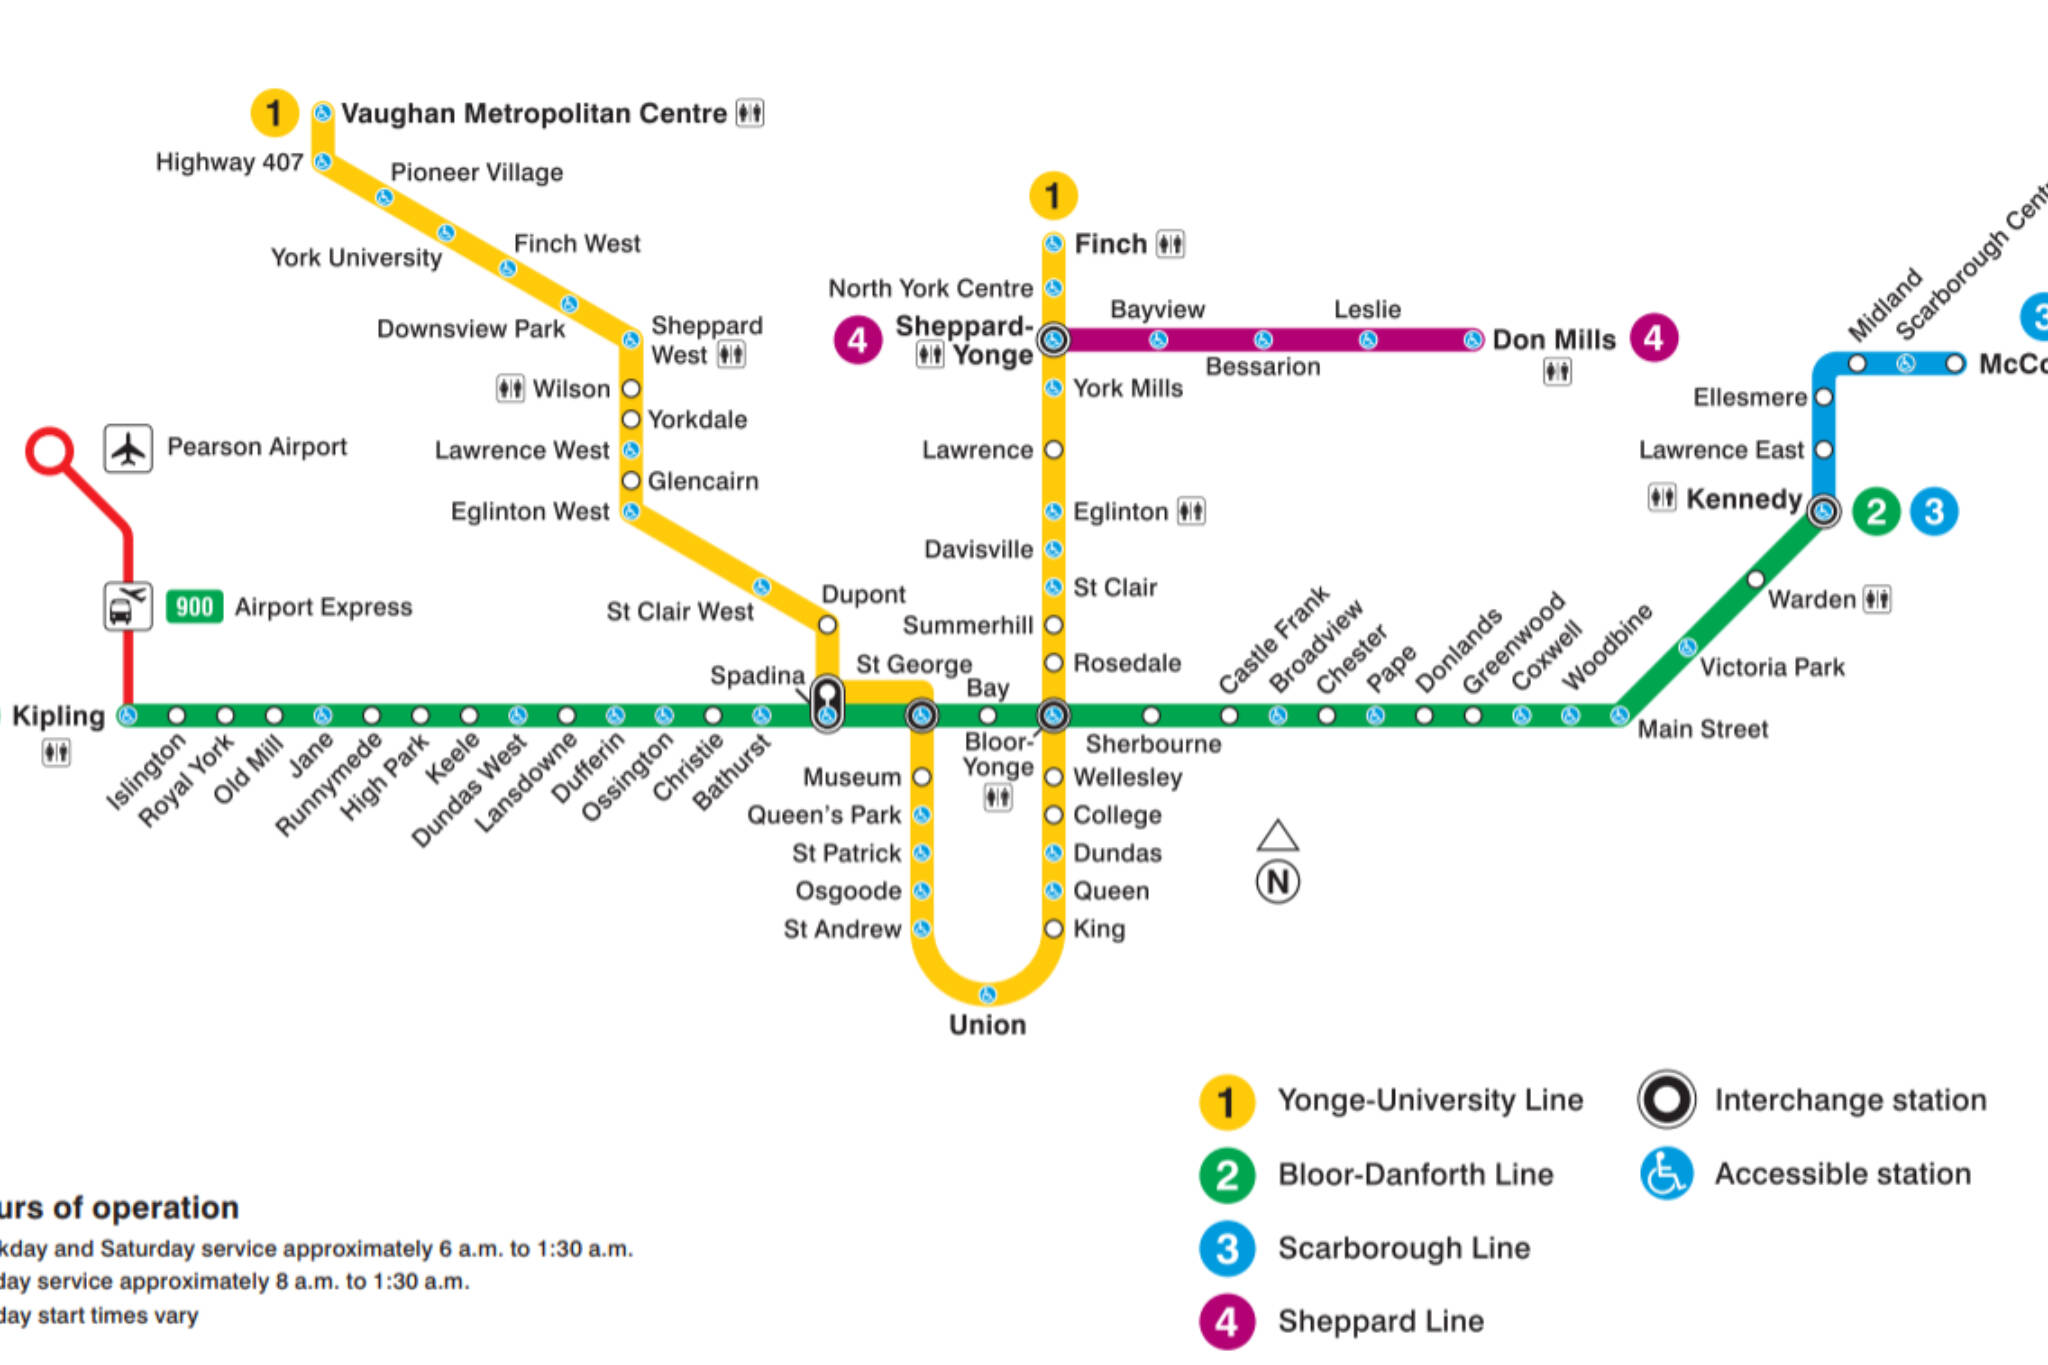 1
Vaughan Metropolitan Centre
Highway 407
Pioneer Village
York University
Finch West
Downsview Park
Sheppard
West
Wilson
Yorkdale
Lawrence West
Glencairn
Eglinton West
St Clair West
Dupont
Spadina
St George
1
Finch
North York Centre
4
Sheppard-
Yonge
Bayview
Bessarion
Leslie
Don Mills
4
York Mills
Lawrence
Eglinton
Davisville
St Clair
Summerhill
Rosedale
Pearson Airport
900
Airport Express
Kipling
Islington
Royal York
Old Mill
Jane
Runnymede
High Park
Keele
Dundas West
Lansdowne
Dufferin
Ossington
Christie
Bathurst
Bay
Bloor-
Yonge
Sherbourne
Castle Frank
Broadview
Chester
Pape
Donlands
Greenwood
Coxwell
Woodbine
Main Street
Victoria Park
Warden
Kennedy
2
3
Lawrence East
Ellesmere
Midland
Scarborough
3
Museum
Queen's Park
St Patrick
Osgoode
St Andrew
Union
Wellesley
College
Dundas
Queen
King
N
1 Yonge-University Line
2 Bloor-Danforth Line
3 Scarborough Line
4 Sheppard Line
Interchange station
Accessible station
of operation
and Saturday service approximately 6 a.m. to 1:30 a.m.
service approximately 8 a.m. to 1:30 a.m.
start times vary